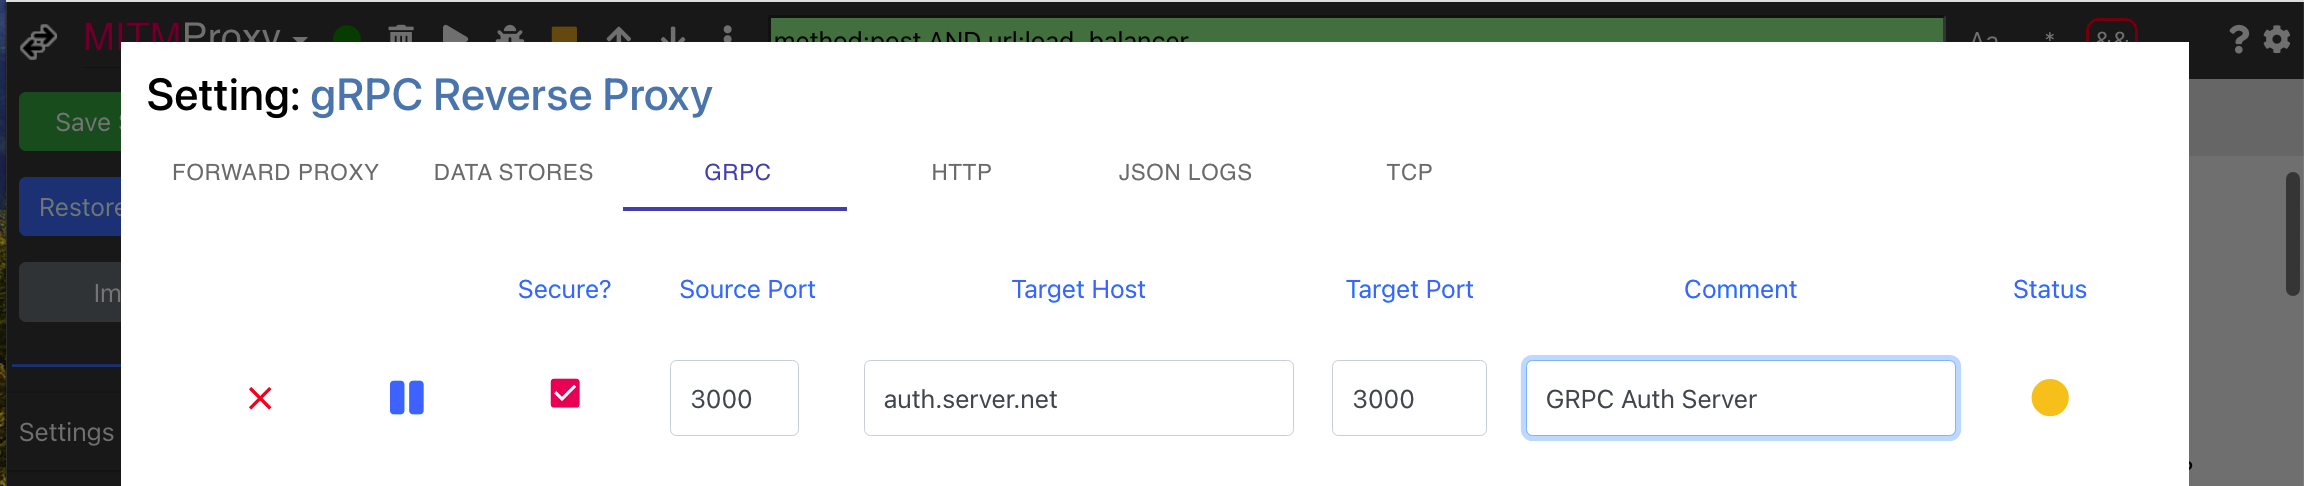 MITMProxy
method:post AND url:load_balancer
Aa .* &&
Setting: gRPC Reverse Proxy
Save
FORWARD PROXY DATA STORES GRPC HTTP JSON LOGS TCP
Restore
Secure? Source Port Target Host Target Port Comment Status
3000 auth.server.net 3000 GRPC Auth Server
Settings